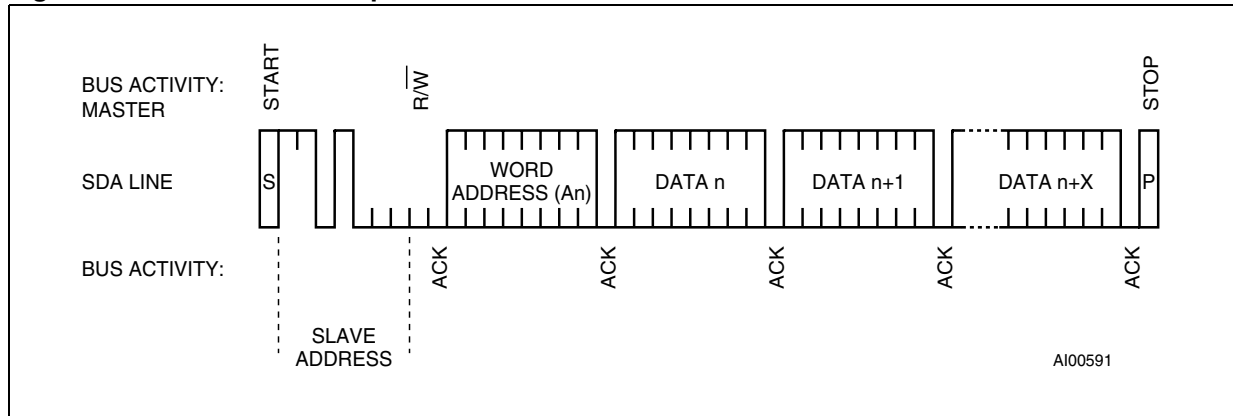 BUS ACTIVITY:
MASTER
START
R/W
STOP
SDA LINE
S
WORD
ADDRESS (An)
DATA n
DATA n+1
DATA n+X
P
BUS ACTIVITY:
ACK
ACK
ACK
ACK
ACK
SLAVE
ADDRESS
AI00591